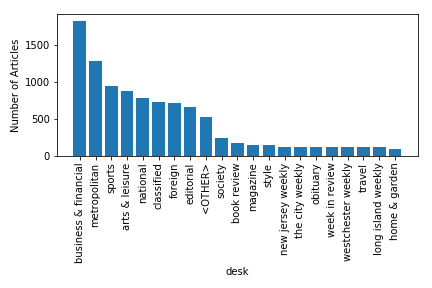 Number of Articles
1500
1000
500
0
business & financial
metropolitan
sports
arts & leisure
national
classified
foreign
editorial
<OTHER>
society
book review
magazine
style
new jersey weekly
the city weekly
obituary
week in review
westchester weekly
travel
long island weekly
home & garden
desk